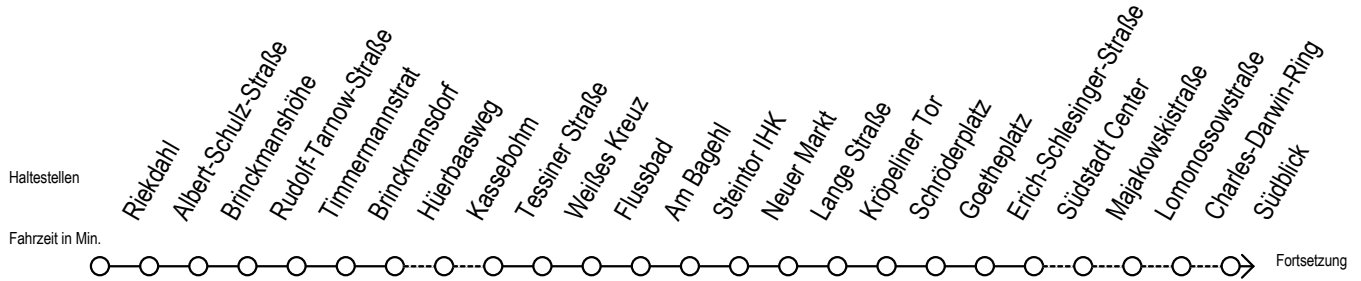 Haltestellen
Riekdahl
Albert-Schulz-Straße
Brinckmanshöhe
Rudolf-Tarnow-Straße
Timmermannstrat
Brinckmansdorf
Hüerbaasweg
Kassebohm
Tessiner Straße
Weißes Kreuz
Flussbad
Am Bagehl
Steintor IHK
Neuer Markt
Lange Straße
Kröpeliner Tor
Schröderplatz
Goetheplatz
Erich-Schlesinger-Straße
Südstadt Center
Majakowskistraße
Lomonossowstraße
Charles-Darwin-Ring
Südblick
Fahrzeit in Min.
Fortsetzung